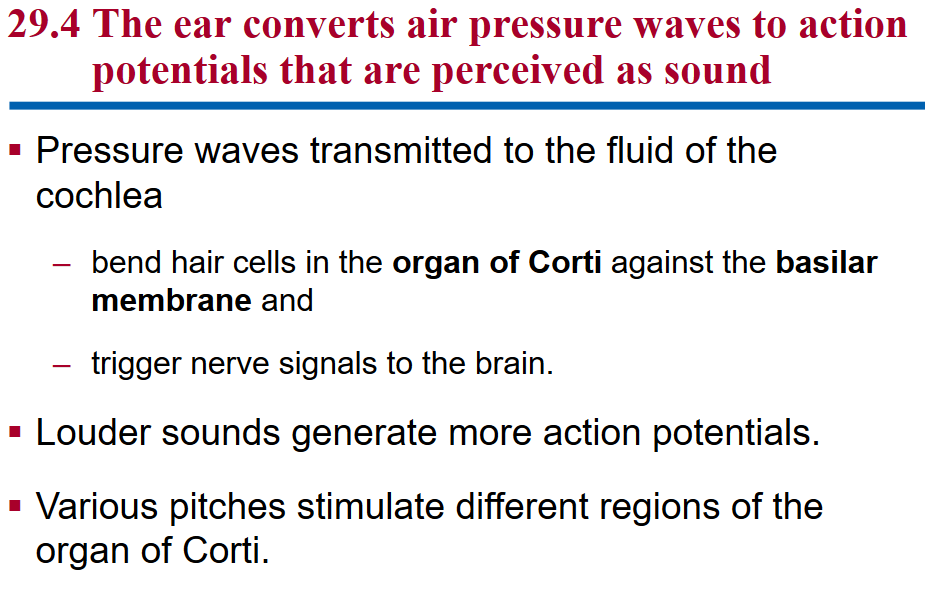 29.4 The ear converts air pressure waves to action
potentials that are perceived as sound
▪ Pressure waves transmitted to the fluid of the
cochlea
– bend hair cells in the organ of Corti against the basilar
membrane and
– trigger nerve signals to the brain.
▪ Louder sounds generate more action potentials.
▪ Various pitches stimulate different regions of the
organ of Corti.